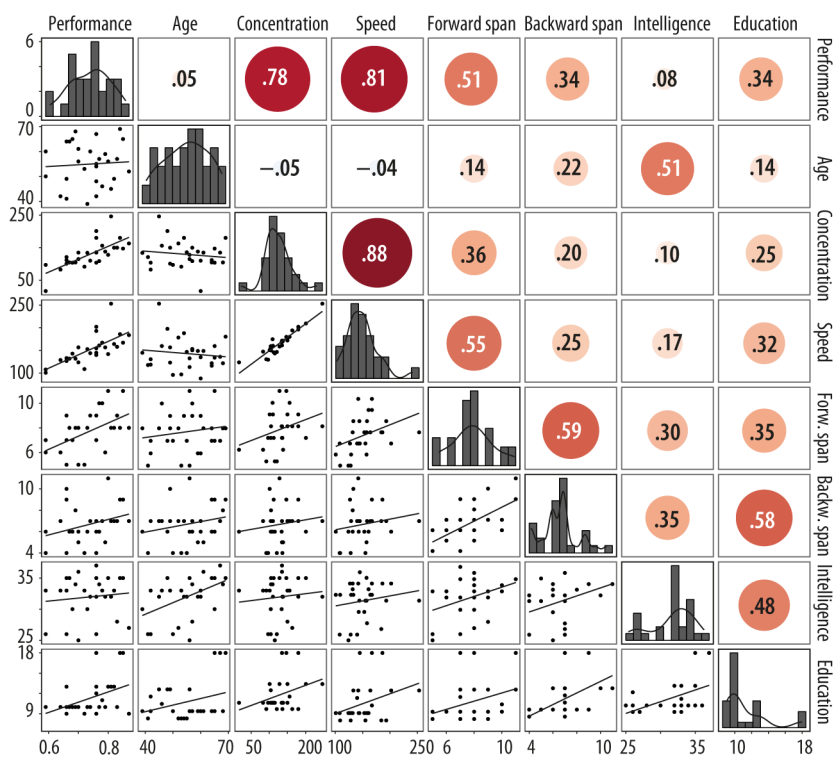 Performance Age Concentration Speed Forward span Backward span Intelligence Education
6 0 .05 .78 .81 .51 .34 .08 .34 Performance
70 40 −.05 −.04 .14 .22 .51 .14 Age
250 50 .88 .36 .20 .10 .25 Concentration
250 100 .55 .25 .17 .32 Speed
10 6 .59 .30 .35 Forw. span
10 4 .35 .58 Backw. span
35 25 .48 Intelligence
18 9 Education
0.6 0.8 40 70 50 200 100 250 6 10 4 10 25 35 10 18